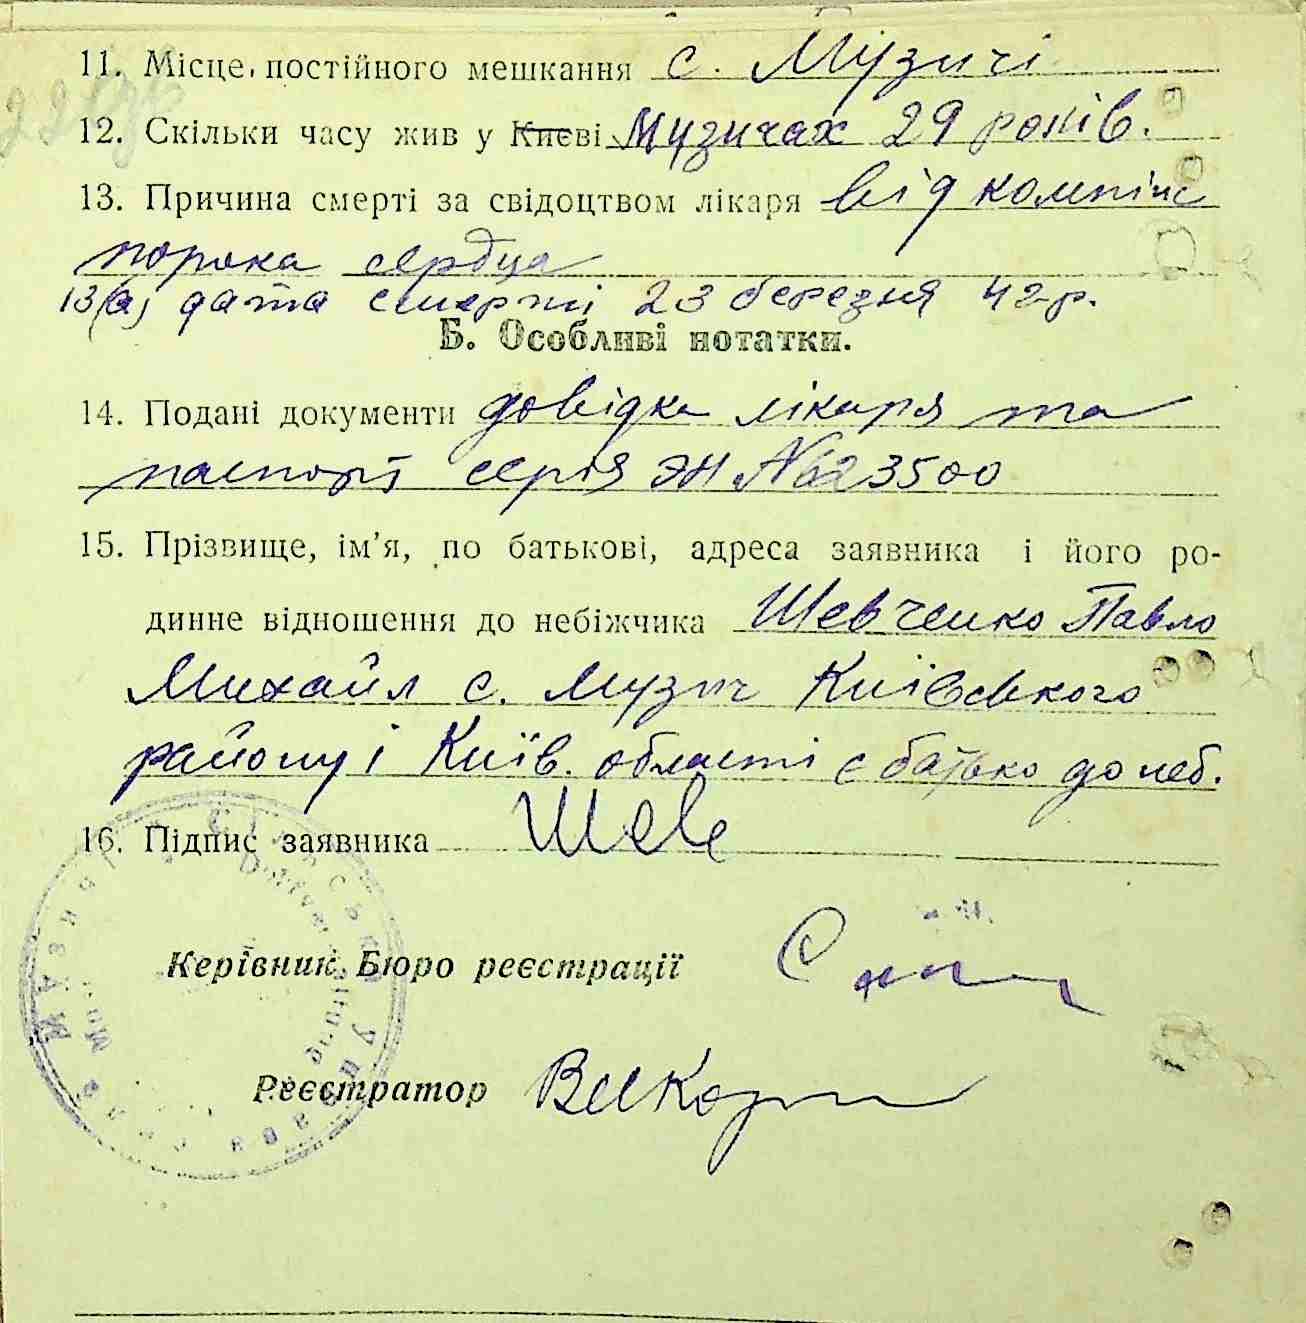 11. Місце постійного мешкання с. Музичі
12. Скільки часу жив у Києві Музичах 29 років.
13. Причина смерті за свідоцтвом лікаря від
порока сердца
13(а) дата смерті 23 березня 42 р.
Б. Особливі нотатки.
14. Подані документи довідка лікаря та
паспорт серія ЭН № 623500
15. Прізвище, ім’я, по батькові, адреса заявника і його ро-
динне відношення до небіжчика Шевченко Павло
Михайл с. Музич Київського
району і Київ. області є батько до неб.
16. Підпис заявника Шев
Керівник Бюро реєстрації
Реєстратор